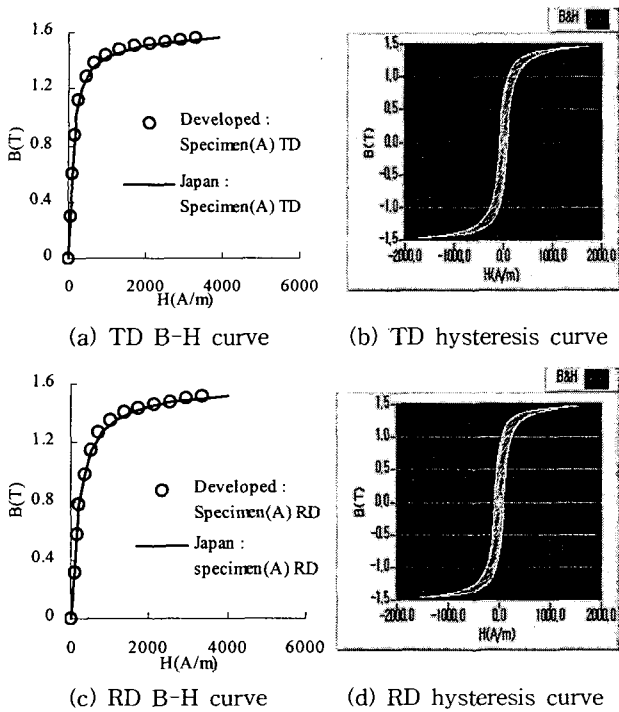 1.6
1.2
0.8
0.4
0
B(T)
Developed :
Specimen(A) TD
Japan :
Specimen(A) TD
0 2000 4000 6000
H(A/m)
(a) TD B-H curve
B&H
1.5
1.0
0.5
0.0
-0.5
-1.0
-1.5
B(T)
-2000.0 -1000.0 0.0 1000.0 2000.0
H(A/m)
(b) TD hysteresis curve
1.6
1.2
0.8
0.4
0
B(T)
Developed :
Specimen(A) RD
Japan :
specimen(A) RD
0 2000 4000 6000
H(A/m)
(c) RD B-H curve
B&H
1.5
1.0
0.5
0.0
-0.5
-1.0
-1.5
B(T)
-2000.0 -1000.0 0.0 1000.0 2000.0
H(A/m)
(d) RD hysteresis curve